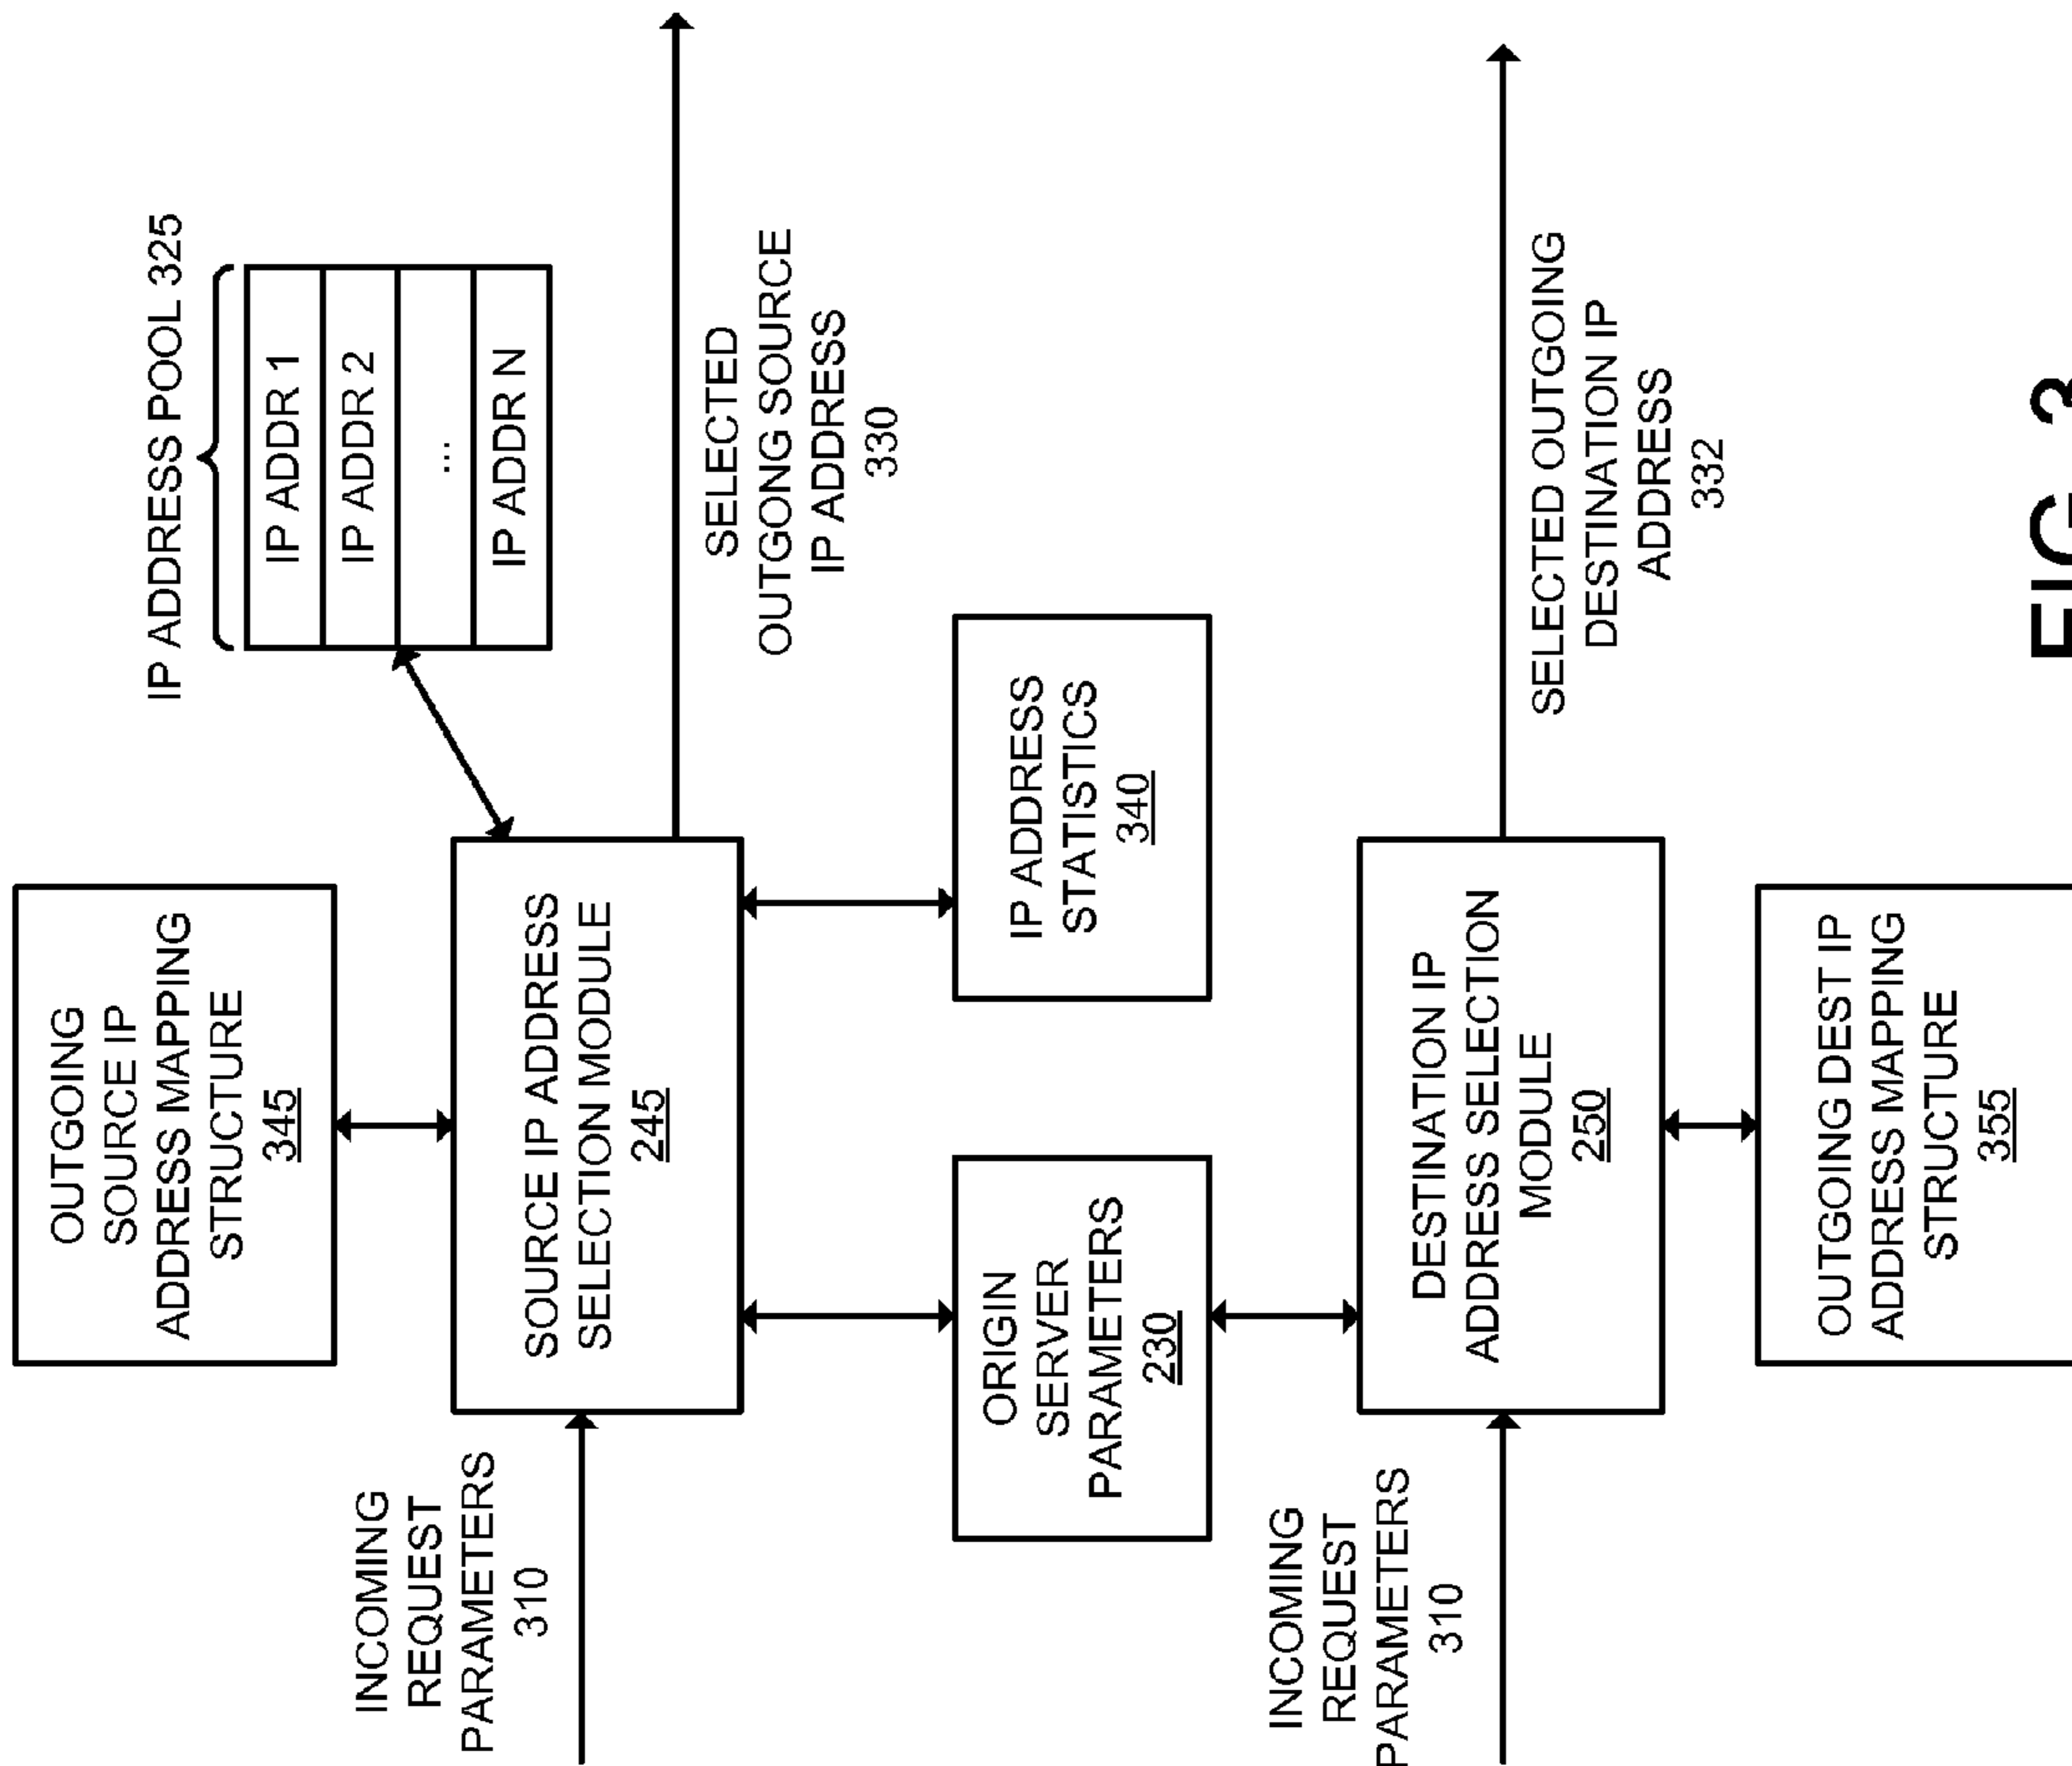 OUTGOING
SOURCE IP
ADDRESS MAPPING
STRUCTURE
345
IP ADDRESS POOL 325
IP ADDR 1
IP ADDR 2
...
IP ADDR N
INCOMING
REQUEST
PARAMETERS
310
SOURCE IP ADDRESS
SELECTION MODULE
245
SELECTED
OUTGONG SOURCE
IP ADDRESS
330
ORIGIN
SERVER
PARAMETERS
230
IP ADDRESS
STATISTICS
340
INCOMING
REQUEST
PARAMETERS
310
DESTINATION IP
ADDRESS SELECTION
MODULE
250
SELECTED OUTGOING
DESTINATION IP
ADDRESS
332
OUTGOING DEST IP
ADDRESS MAPPING
STRUCTURE
355
FIG. 3